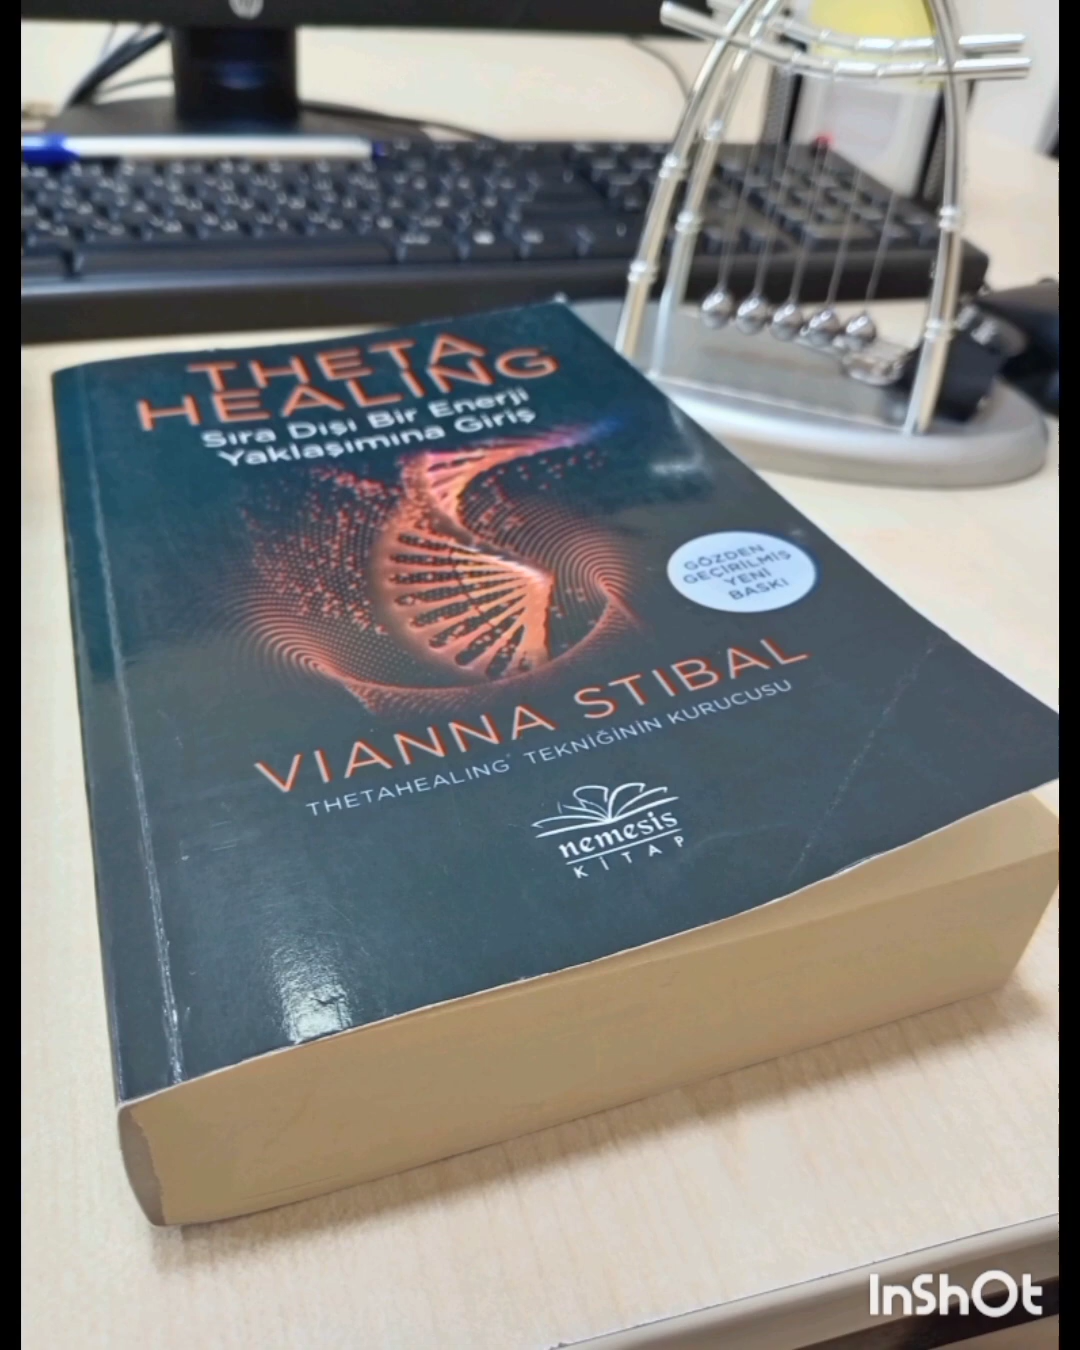 THETA
HEALING
Sıra Dışı Bir Enerji
Yaklaşımına Giriş
GÖZDEN
GEÇİRİLMİŞ
YENİ
BASKI
VIANNA STIBAL
THETAHEALING® TEKNİĞİNİN KURUCUSU
nemesis
KİTAP
InShOt